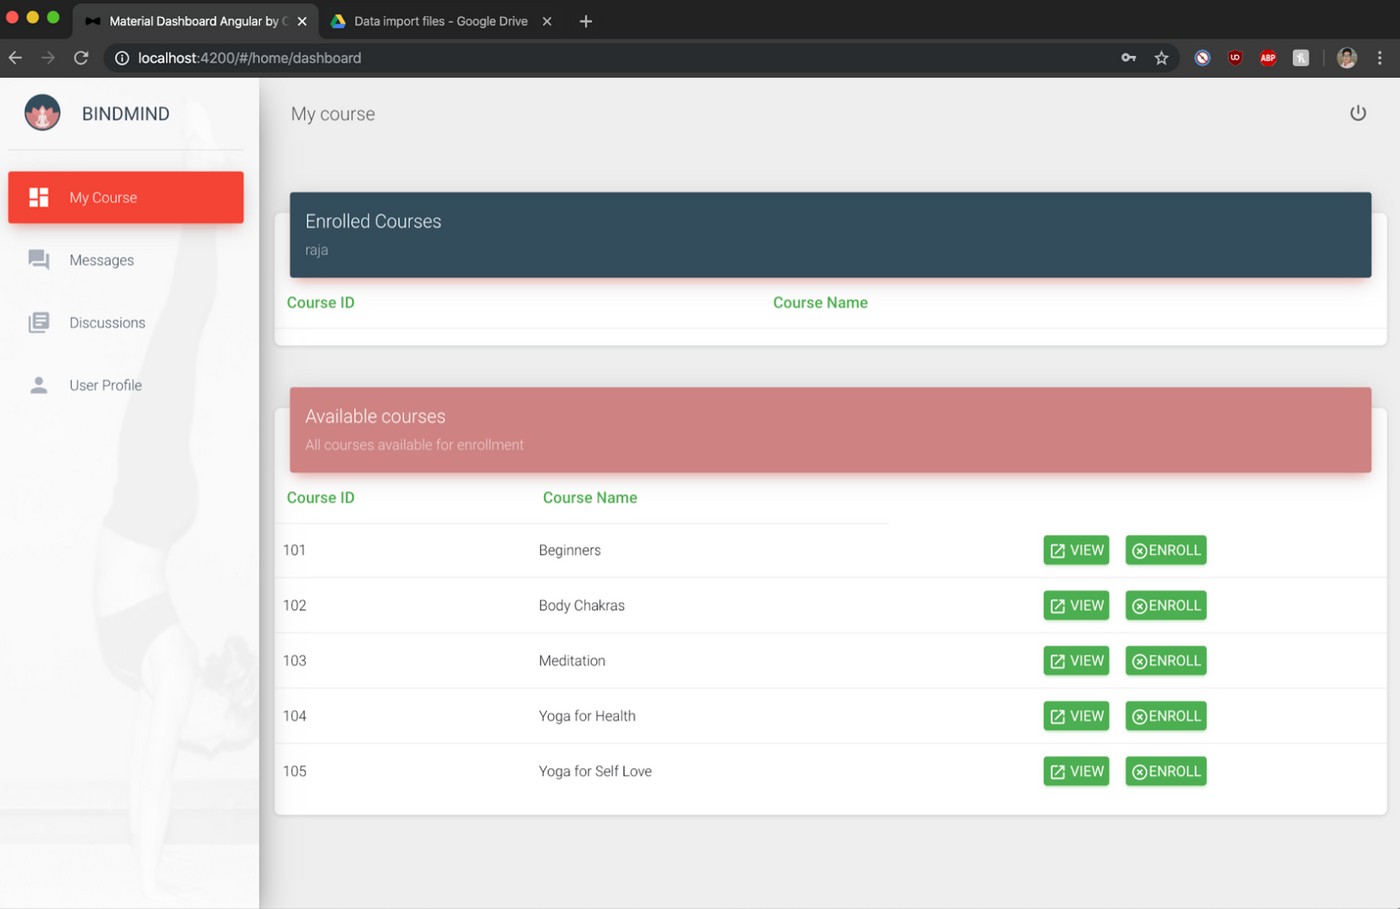 Material Dashboard Angular by C
Data import files - Google Drive
localhost:4200/#/home/dashboard
ABP
BINDMIND
My course
My Course
Messages
Discussions
User Profile
Enrolled Courses
raja
Course ID Course Name
Available courses
All courses available for enrollment
Course ID Course Name
101 Beginners VIEW ENROLL
102 Body Chakras VIEW ENROLL
103 Meditation VIEW ENROLL
104 Yoga for Health VIEW ENROLL
105 Yoga for Self Love VIEW ENROLL